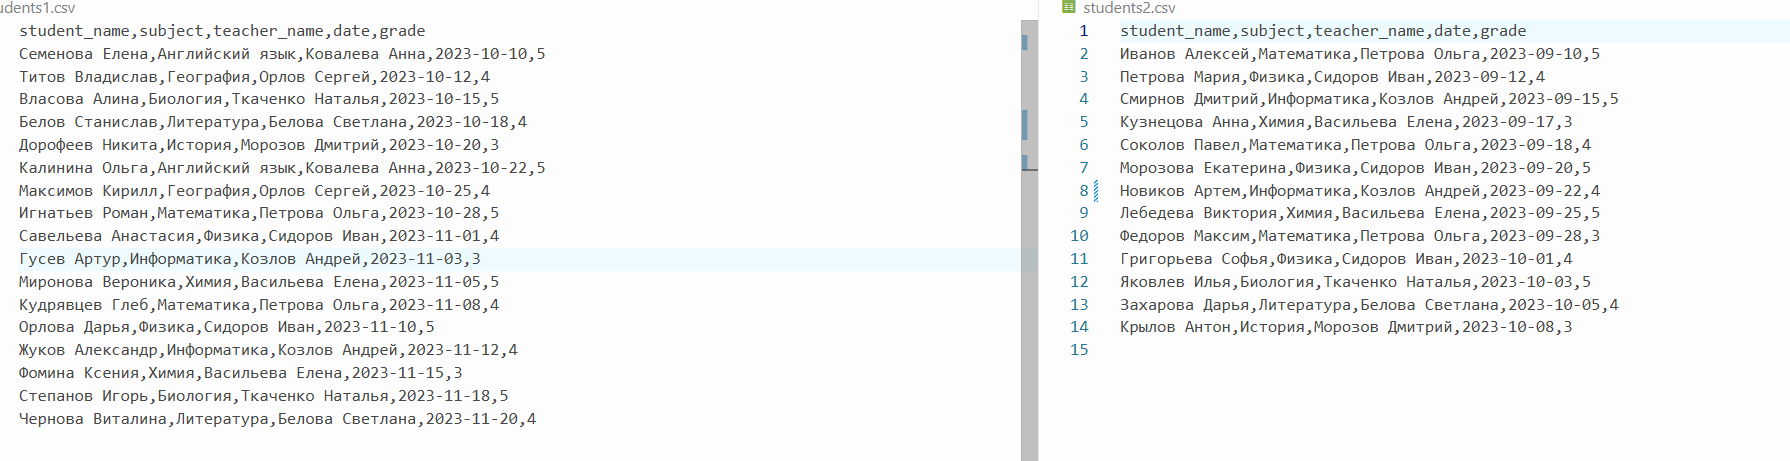 udents1.csv
student_name,subject,teacher_name,date,grade
Семенова Елена,Английский язык,Ковалева Анна,2023-10-10,5
Титов Владислав,География,Орлов Сергей,2023-10-12,4
Власова Алина,Биология,Ткаченко Наталья,2023-10-15,5
Белов Станислав,Литература,Белова Светлана,2023-10-18,4
Дорофеев Никита,История,Морозов Дмитрий,2023-10-20,3
Калинина Ольга,Английский язык,Ковалева Анна,2023-10-22,5
Максимов Кирилл,География,Орлов Сергей,2023-10-25,4
Игнатьев Роман,Математика,Петрова Ольга,2023-10-28,5
Савельева Анастасия,Физика,Сидоров Иван,2023-11-01,4
Гусев Артур,Информатика,Козлов Андрей,2023-11-03,3
Миронова Вероника,Химия,Васильева Елена,2023-11-05,5
Кудрявцев Глеб,Математика,Петрова Ольга,2023-11-08,4
Орлова Дарья,Физика,Сидоров Иван,2023-11-10,5
Жуков Александр,Информатика,Козлов Андрей,2023-11-12,4
Фомина Ксения,Химия,Васильева Елена,2023-11-15,3
Степанов Игорь,Биология,Ткаченко Наталья,2023-11-18,5
Чернова Виталина,Литература,Белова Светлана,2023-11-20,4
students2.csv
1 student_name,subject,teacher_name,date,grade
2 Иванов Алексей,Математика,Петрова Ольга,2023-09-10,5
3 Петрова Мария,Физика,Сидоров Иван,2023-09-12,4
4 Смирнов Дмитрий,Информатика,Козлов Андрей,2023-09-15,5
5 Кузнецова Анна,Химия,Васильева Елена,2023-09-17,3
6 Соколов Павел,Математика,Петрова Ольга,2023-09-18,4
7 Морозова Екатерина,Физика,Сидоров Иван,2023-09-20,5
8 Новиков Артем,Информатика,Козлов Андрей,2023-09-22,4
9 Лебедева Виктория,Химия,Васильева Елена,2023-09-25,5
10 Федоров Максим,Математика,Петрова Ольга,2023-09-28,3
11 Григорьева Софья,Физика,Сидоров Иван,2023-10-01,4
12 Яковлев Илья,Биология,Ткаченко Наталья,2023-10-03,5
13 Захарова Дарья,Литература,Белова Светлана,2023-10-05,4
14 Крылов Антон,История,Морозов Дмитрий,2023-10-08,3
15